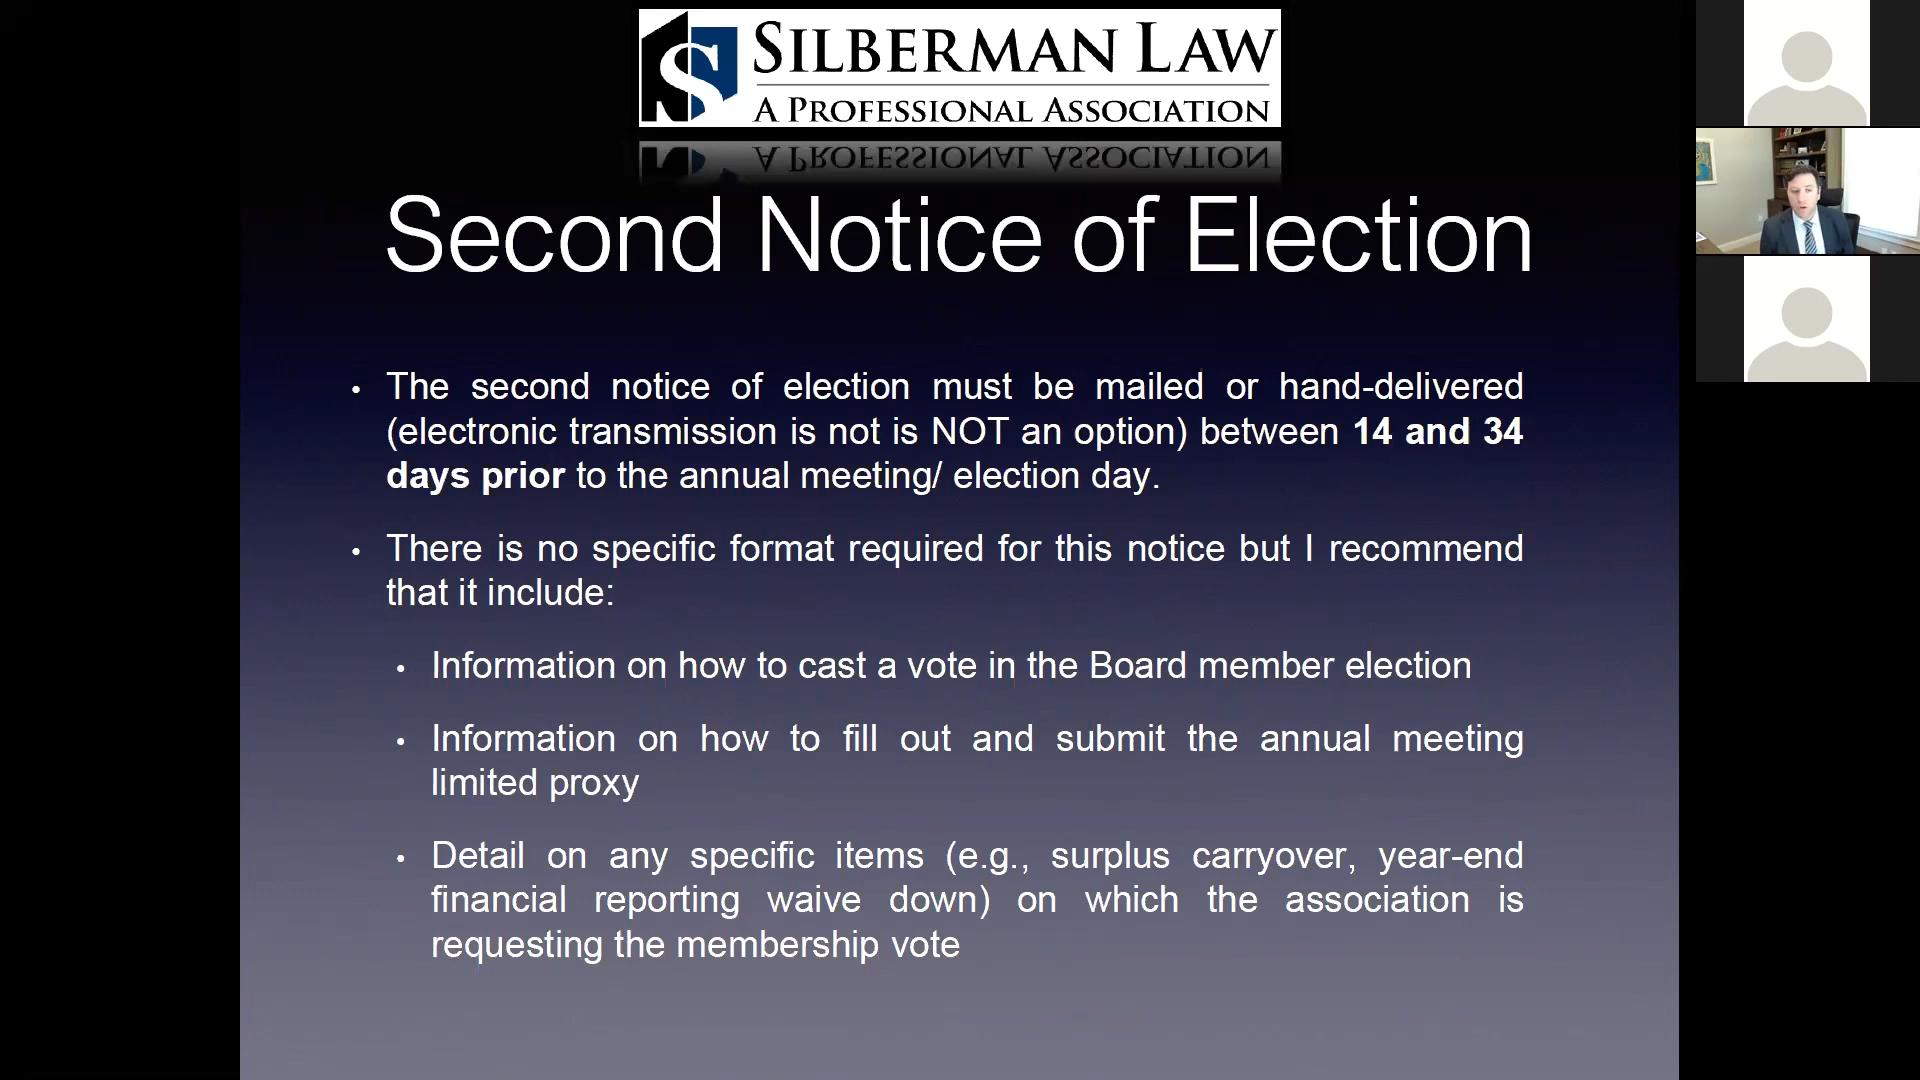 SILBERMAN LAW
A PROFESSIONAL ASSOCIATION
Second Notice of Election
• The second notice of election must be mailed or hand-delivered
(electronic transmission is not is NOT an option) between 14 and 34
days prior to the annual meeting/ election day.
• There is no specific format required for this notice but I recommend
that it include:
• Information on how to cast a vote in the Board member election
• Information on how to fill out and submit the annual meeting
limited proxy
• Detail on any specific items (e.g., surplus carryover, year-end
financial reporting waive down) on which the association is
requesting the membership vote